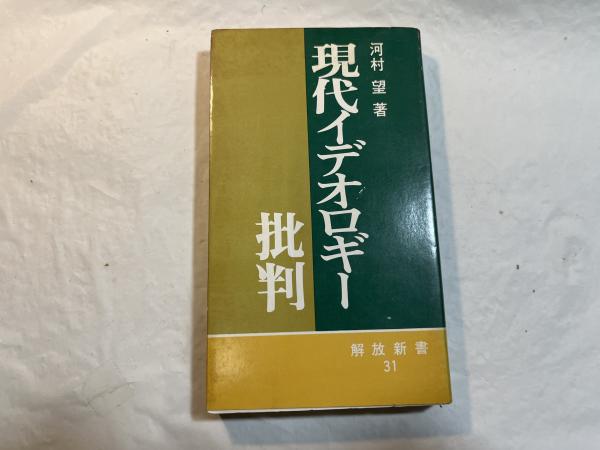 河村 望 著
現代イデオロギー
批判
解放新書
31